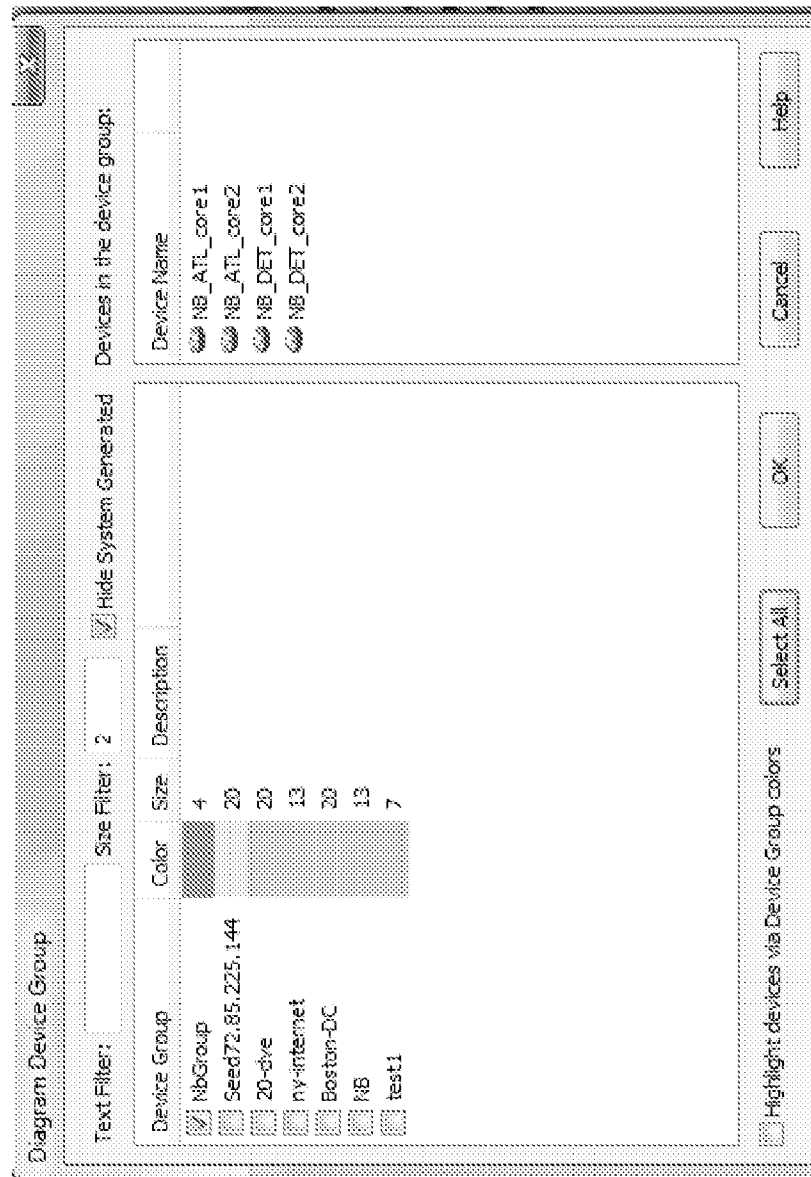 Diagram Device Group
Text Filter: Size Filter: 2 Hide System Generated Devices in the device group:
Device Group Color Size Description Device Name
NbGroup 4 NB_ATL_core1
Seed72.85.225.144 20 NB_ATL_core2
20-dve 20 NB_DET_core1
ny-internet 13 NB_DET_core2
Boston-DC 20
NB 13
test1 7
Highlight devices via Device Group colors Select All OK Cancel Help